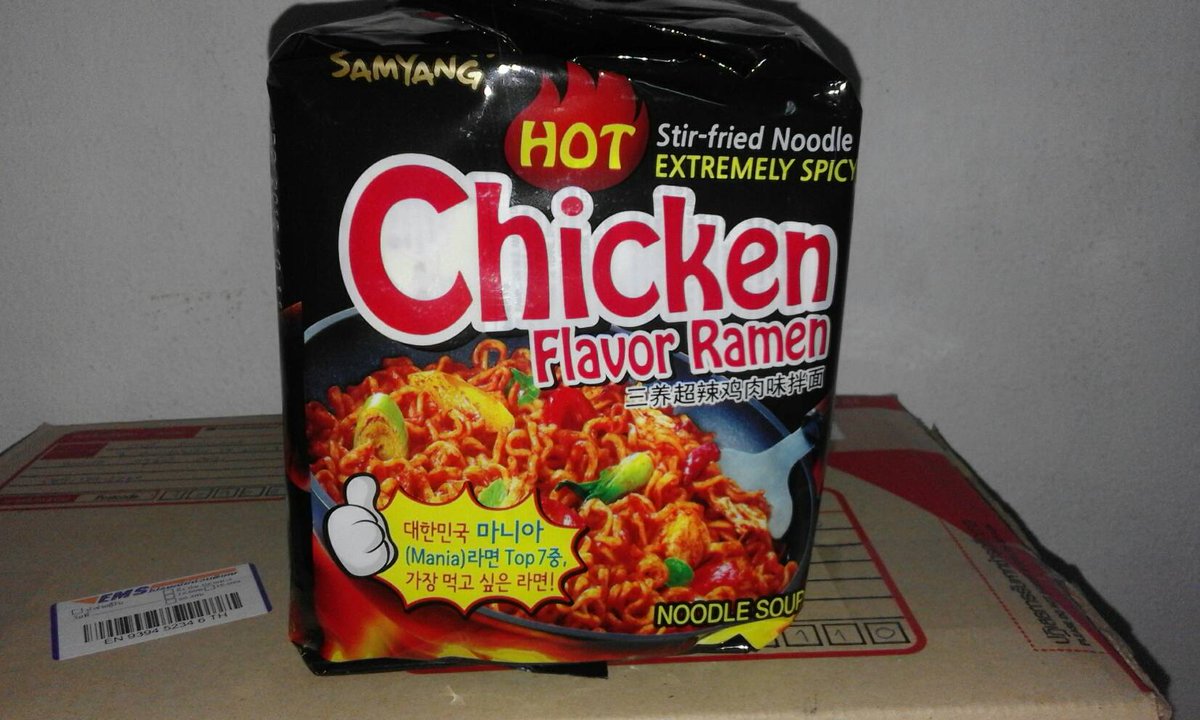 SAMYANG
HOT
Stir-fried Noodle
EXTREMELY SPICY
Chicken
Flavor Ramen
三养超辣鸡肉味拌面
대한민국 마니아
(Mania)라면 Top 7중,
가장 먹고 싶은 라면!
NOODLE SOUP
EMS
EN 9394 5234 6 TH